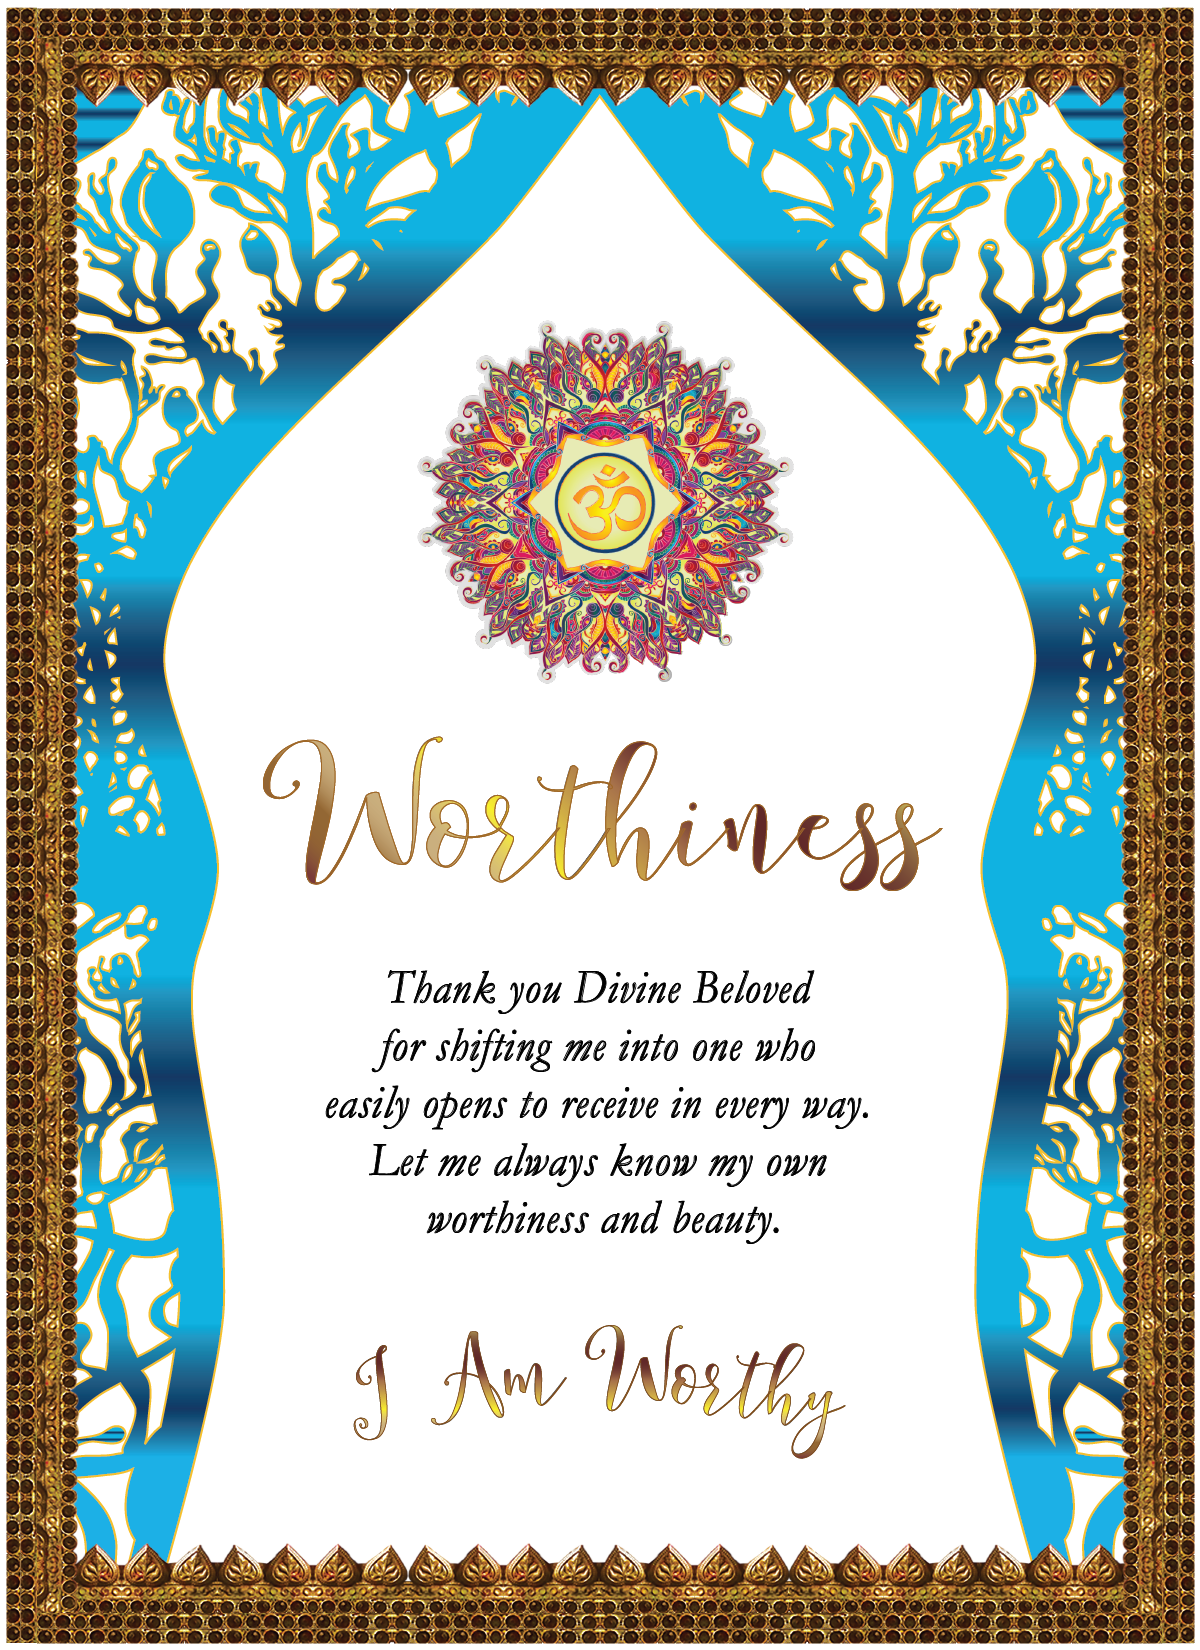 ॐ
Worthiness
Thank you Divine Beloved
for shifting me into one who
easily opens to receive in every way.
Let me always know my own
worthiness and beauty.
I Am Worthy